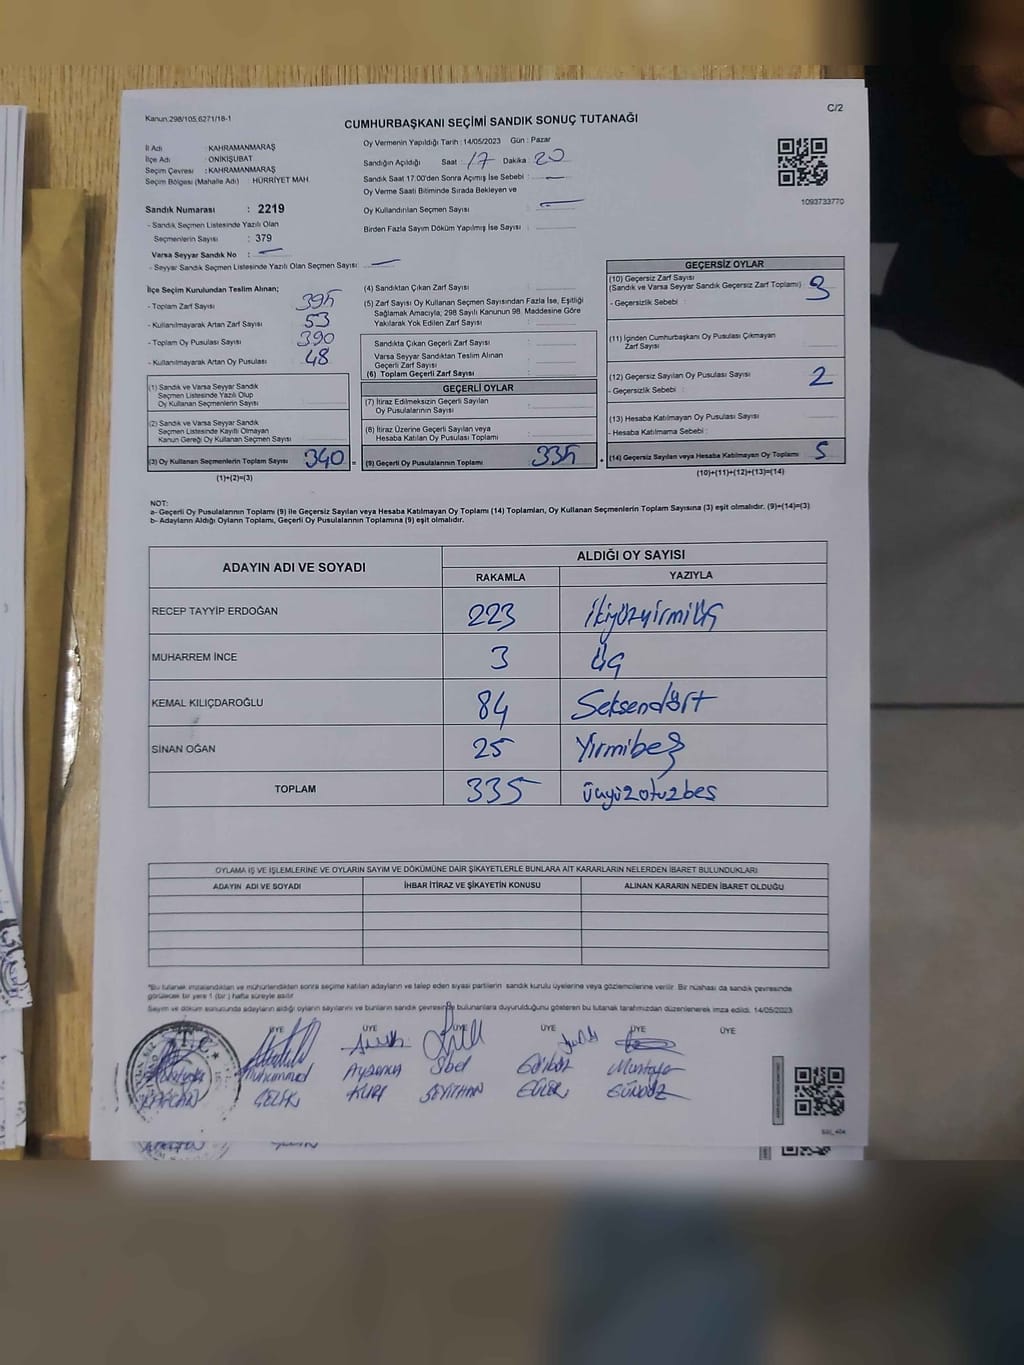 Kanun:298/105,6271/18-1
C/2
CUMHURBAŞKANI SEÇİMİ SANDIK SONUÇ TUTANAĞI
İl Adı : KAHRAMANMARAŞ
İlçe Adı : ONİKİŞUBAT
Seçim Çevresi : KAHRAMANMARAŞ
Seçim Bölgesi (Mahalle Adı) : HÜRRİYET MAH.
Sandık Numarası : 2219
- Sandık Seçmen Listesinde Yazılı Olan
Seçmenlerin Sayısı : 379
Varsa Seyyar Sandık No : —
- Seyyar Sandık Seçmen Listesinde Yazılı Olan Seçmen Sayısı: —
Oy Vermenin Yapıldığı Tarih : 14/05/2023 Gün : Pazar
Sandığın Açıldığı Saat : 17 Dakika : 20
Sandık Saat 17:00'den Sonra Açımış İse Sebebi : —
Oy Verme Saati Bitiminde Sırada Bekleyen ve
Oy Kullandırılan Seçmen Sayısı : —
Birden Fazla Sayım Döküm Yapılmış İse Sayısı :
1093733770
İlçe Seçim Kurulundan Teslim Alınan;
- Toplam Zarf Sayısı 395
- Kullanılmayarak Artan Zarf Sayısı 53
- Toplam Oy Pusulası Sayısı 390
- Kullanılmayarak Artan Oy Pusulası 48
(1) Sandık ve Varsa Seyyar Sandık
Seçmen Listesinde Yazılı Olup
Oy Kullanan Seçmenlerin Sayısı :
(2) Sandık ve Varsa Seyyar Sandık
Seçmen Listesinde Kayıtlı Olmayan
Kanun Gereği Oy Kullanan Seçmen Sayısı :
(3) Oy Kullanan Seçmenlerin Toplam Sayısı 340 =
(1)+(2)=(3)
(4) Sandıktan Çıkan Zarf Sayısı :
(5) Zarf Sayısı Oy Kullanan Seçmen Sayısından Fazla İse, Eşitliği
Sağlamak Amacıyla; 298 Sayılı Kanunun 98. Maddesine Göre
Yakılarak Yok Edilen Zarf Sayısı :
Sandıkta Çıkan Geçerli Zarf Sayısı :
Varsa Seyyar Sandıktan Teslim Alınan
Geçerli Zarf Sayısı :
(6) Toplam Geçerli Zarf Sayısı :
GEÇERLİ OYLAR
(7) İtiraz Edilmeksizin Geçerli Sayılan
Oy Pusulalarının Sayısı :
(8) İtiraz Üzerine Geçerli Sayılan veya
Hesaba Katılan Oy Pusulası Toplamı :
(9) Geçerli Oy Pusulalarının Toplamı 335 +
GEÇERSİZ OYLAR
(10) Geçersiz Zarf Sayısı
(Sandık ve Varsa Seyyar Sandık Geçersiz Zarf Toplamı) : 3
- Geçersizlik Sebebi :
(11) İçinden Cumhurbaşkanı Oy Pusulası Çıkmayan
Zarf Sayısı :
(12) Geçersiz Sayılan Oy Pusulası Sayısı : 2
- Geçersizlik Sebebi :
(13) Hesaba Katılmayan Oy Pusulası Sayısı :
- Hesaba Katılmama Sebebi :
(14) Geçersiz Sayılan veya Hesaba Katılmayan Oy Toplamı 5
(10)+(11)+(12)+(13)=(14)
NOT:
a- Geçerli Oy Pusulalarının Toplamı (9) ile Geçersiz Sayılan veya Hesaba Katılmayan Oy Toplamı (14) Toplamları, Oy Kullanan Seçmenlerin Toplam Sayısına (3) eşit olmalıdır. (9)+(14)=(3)
b- Adayların Aldığı Oyların Toplamı, Geçerli Oy Pusulalarının Toplamına (9) eşit olmalıdır.
ADAYIN ADI VE SOYADI
ALDIĞI OY SAYISI
RAKAMLA YAZIYLA
RECEP TAYYİP ERDOĞAN 223 İkiyüzyirmiüç
MUHARREM İNCE 3 Üç
KEMAL KILIÇDAROĞLU 84 Seksendört
SİNAN OĞAN 25 Yirmibeş
TOPLAM 335 üçyüzotuzbeş
OYLAMA İŞ VE İŞLEMLERİNE VE OYLARIN SAYIM VE DÖKÜMÜNE DAİR ŞİKAYETLERLE BUNLARA AİT KARARLARIN NELERDEN İBARET BULUNDUKLARI
ADAYIN ADI VE SOYADI İHBAR İTİRAZ VE ŞİKAYETİN KONUSU ALINAN KARARIN NEDEN İBARET OLDUĞU
*Bu tutanak imzalandıktan ve mühürlendikten sonra seçime katılan adayların ve talep eden siyasi partilerin sandık kurulu üyelerine veya gözlemcilerine verilir. Bir nüshası da sandık çevresinde
görülecek bir yere 1 (bir) hafta süreyle asılır.
Sayım ve döküm sonucunda adayların aldığı oyların sayılarını ve bunların sandık çevresinde bulunanlara duyurulduğunu gösteren bu tutanak tarafımızdan düzenlenerek imza edildi. 14/05/2023
ÜYE ÜYE ÜYE ÜYE ÜYE ÜYE
T.C.
Muhammed Mustafa
GÜNDÜZ